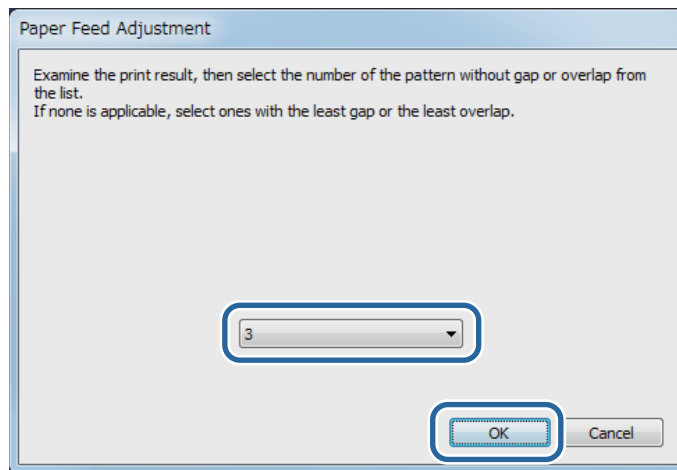 Paper Feed Adjustment
Examine the print result, then select the number of the pattern without gap or overlap from
the list.
If none is applicable, select ones with the least gap or the least overlap.
3
OK
Cancel